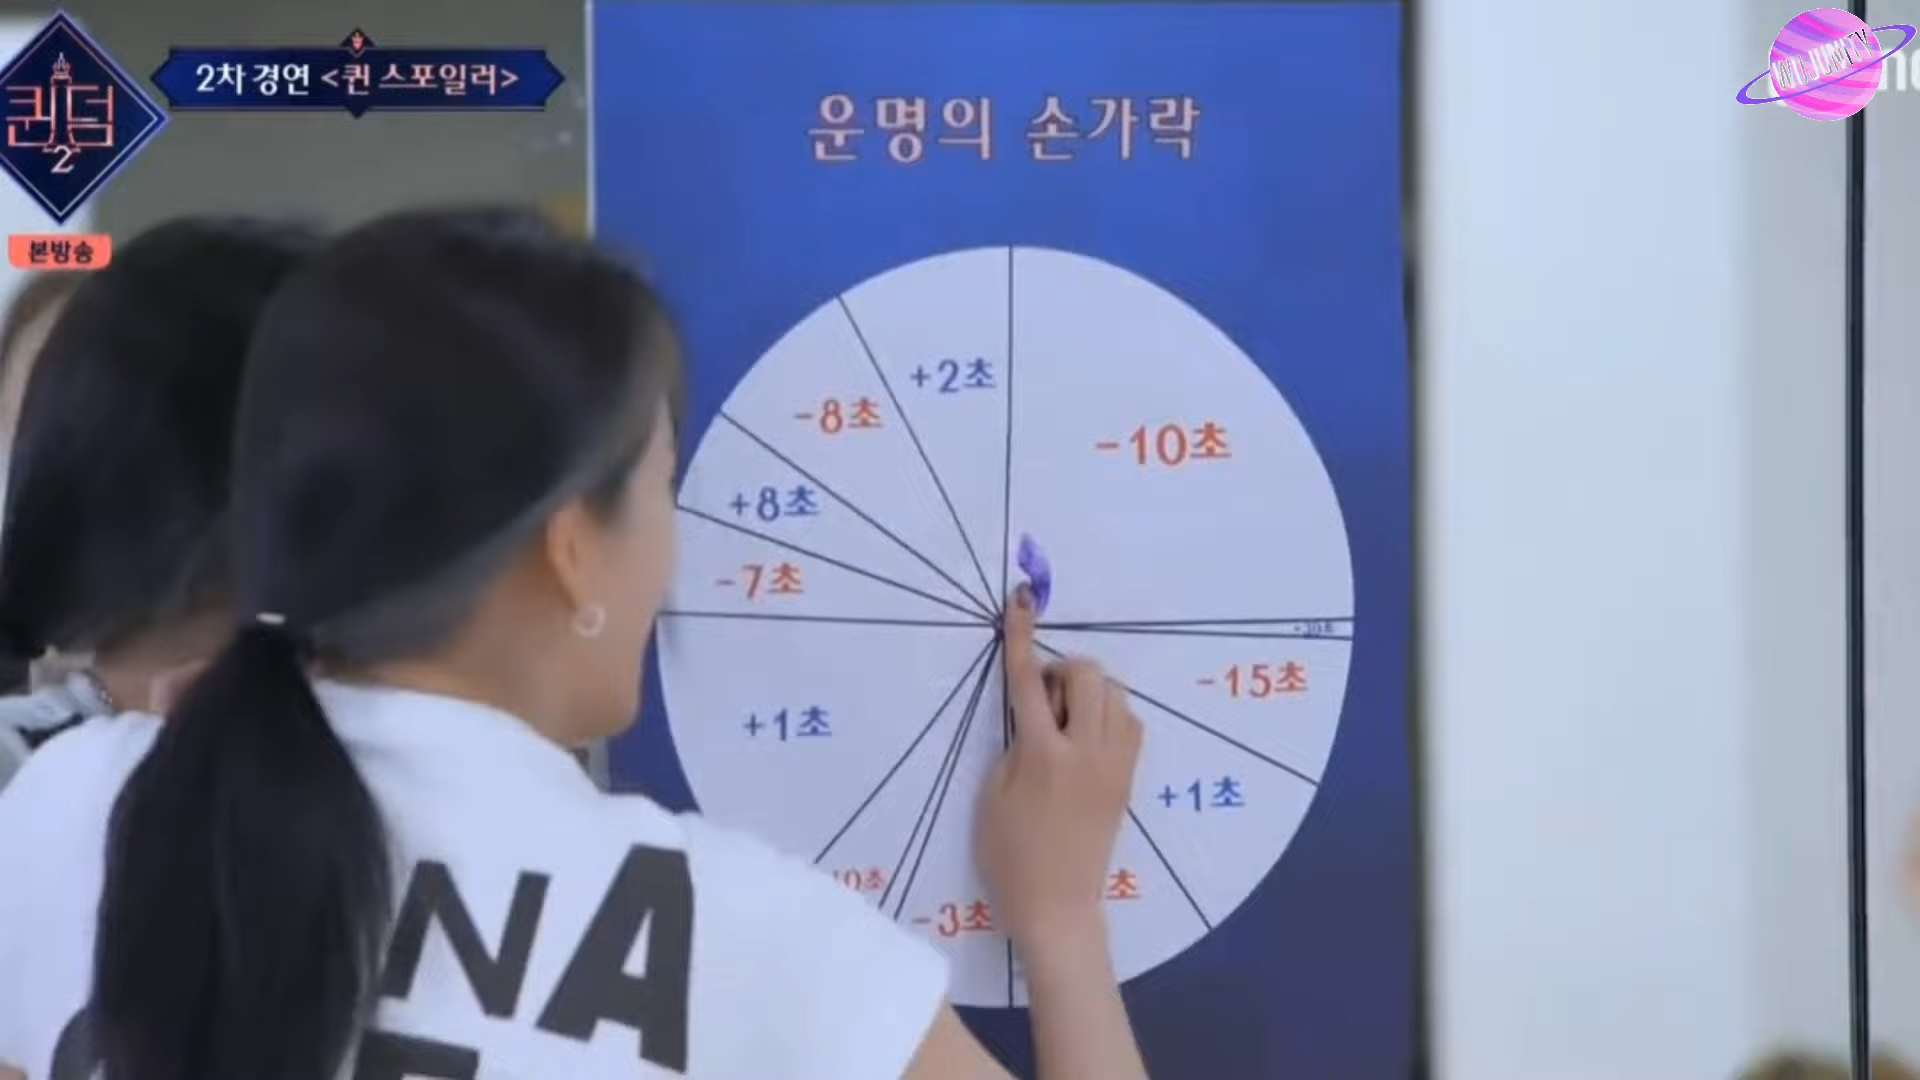 퀸덤
2
2차 경연 <퀸 스포일러>
본방송
WUJUNITY
운명의 손가락
+2초
-8초
-10초
+8초
-7초
-15초
+1초
+1초
초
-3초
NA